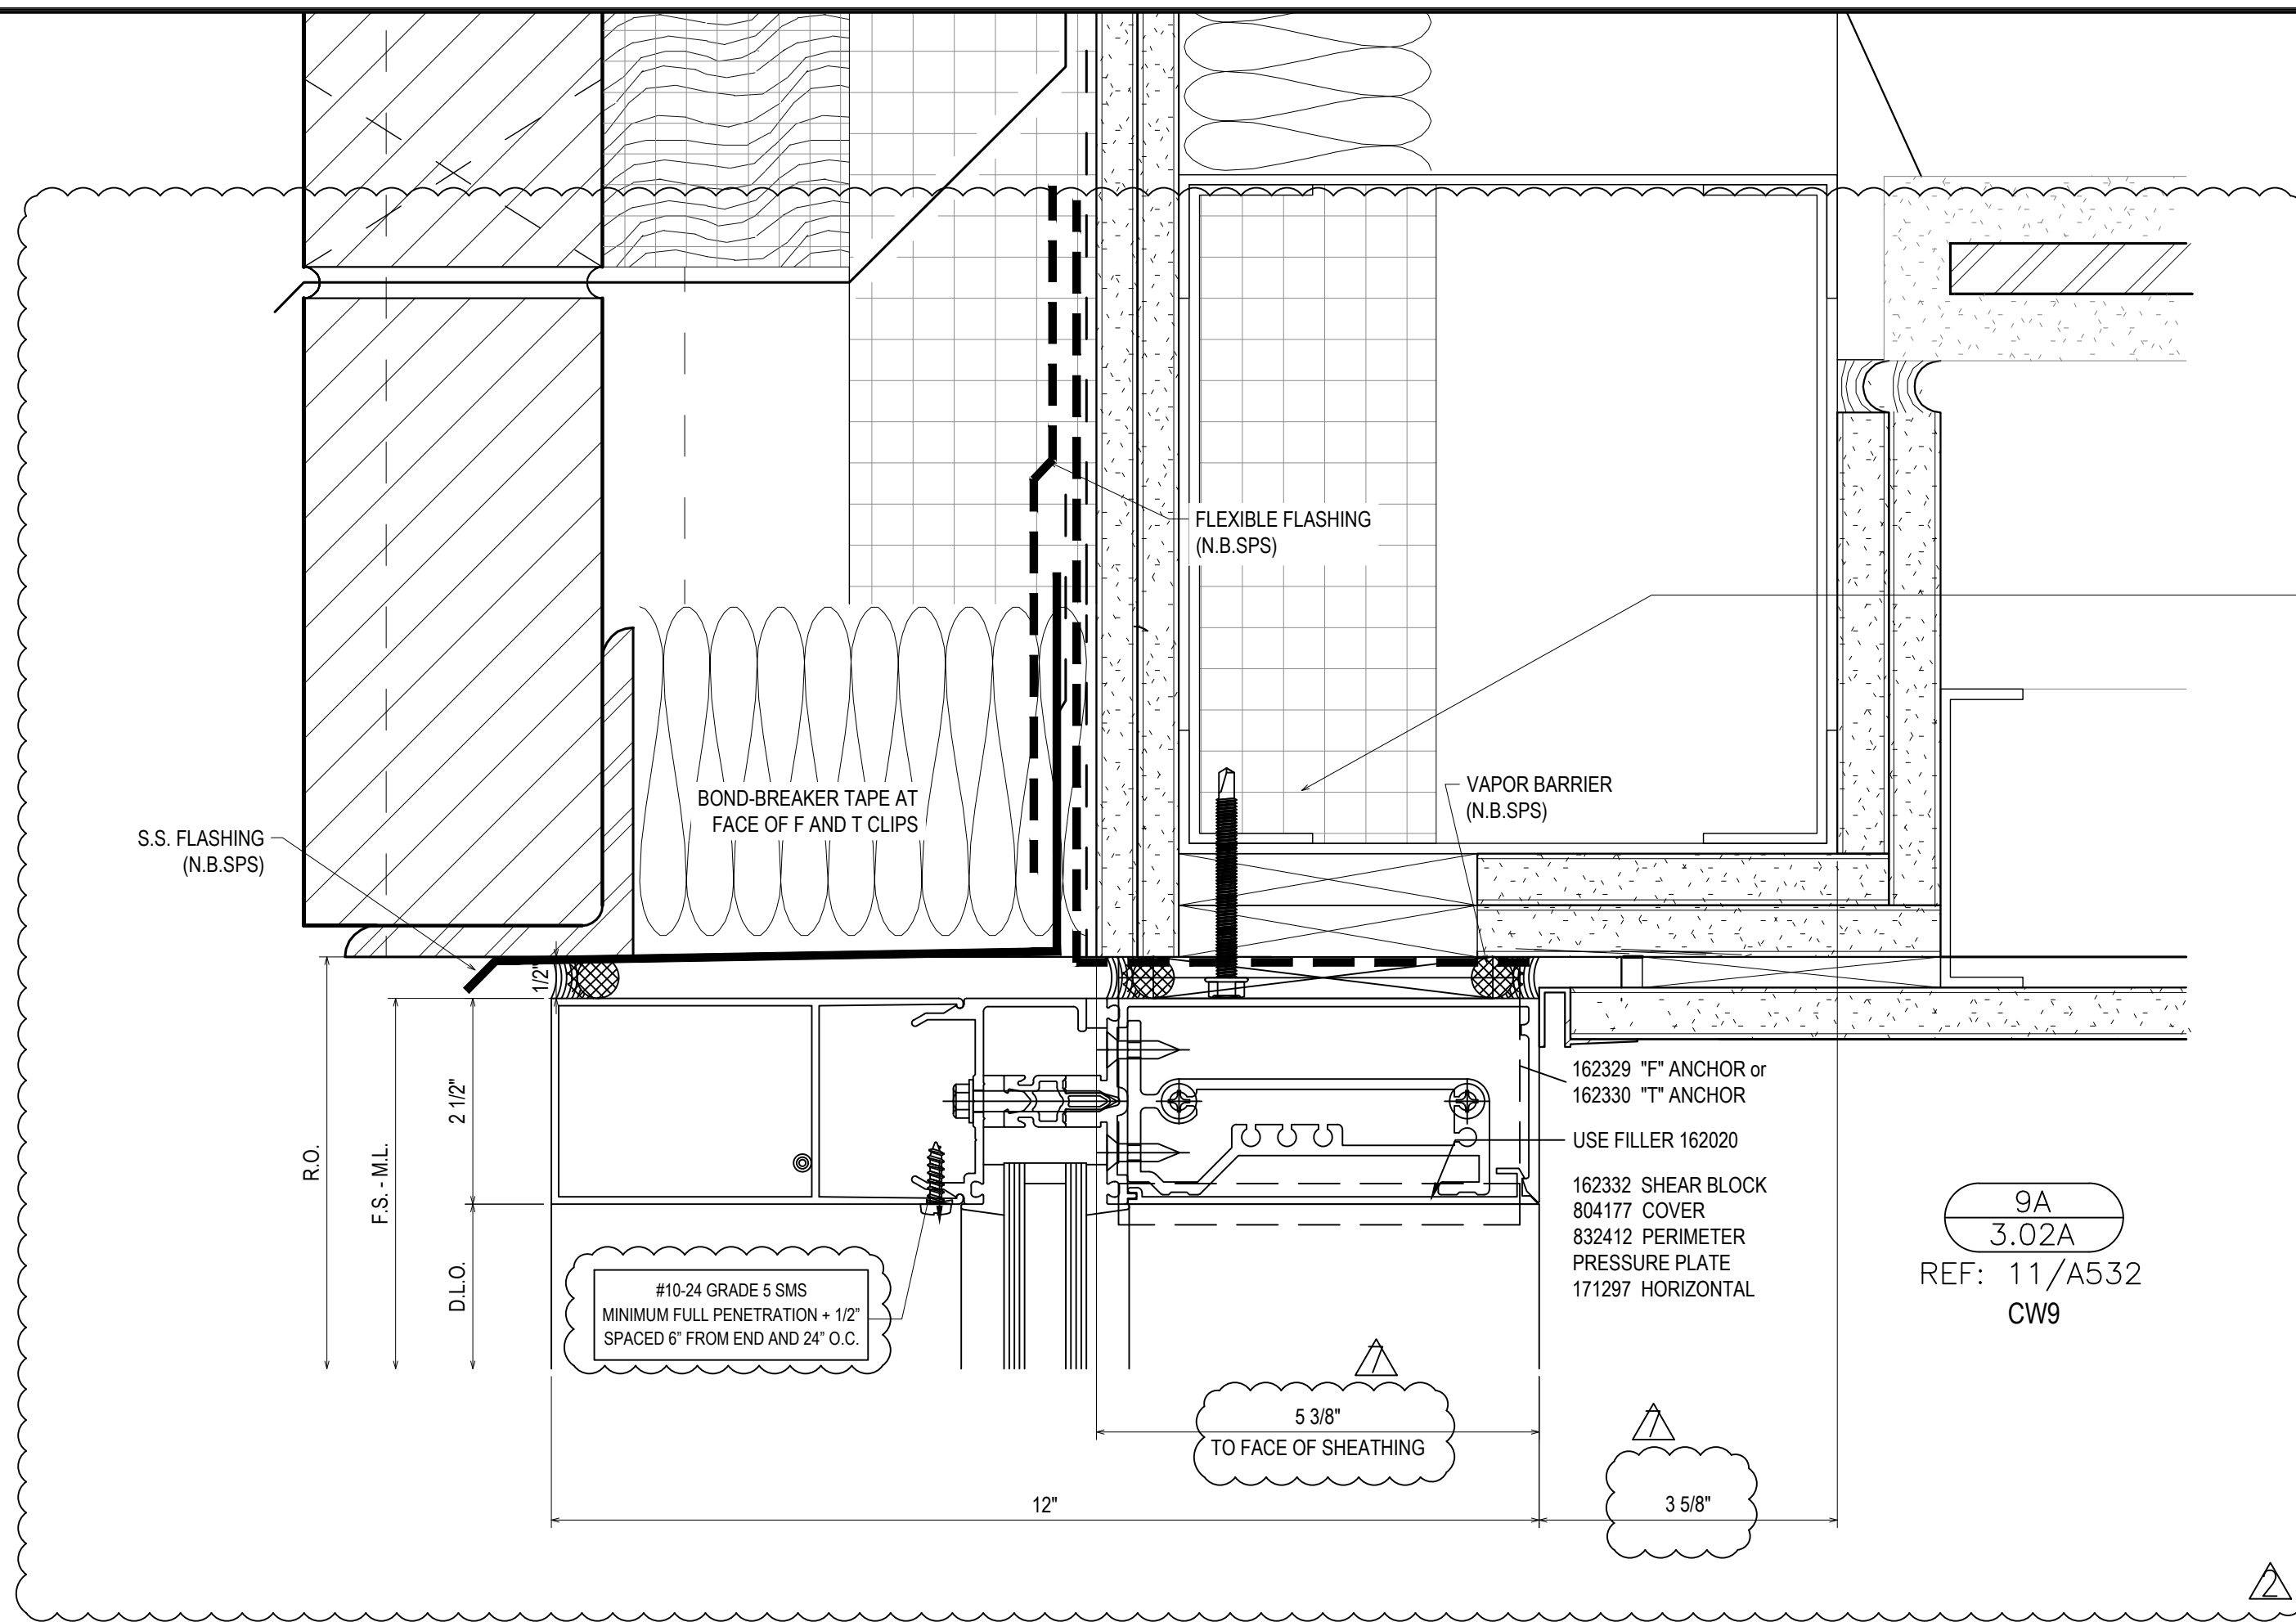 FLEXIBLE FLASHING
(N.B.SPS)
BOND-BREAKER TAPE AT
FACE OF F AND T CLIPS
VAPOR BARRIER
(N.B.SPS)
S.S. FLASHING
(N.B.SPS)
1/2"
2 1/2"
R.O.
F.S. - M.L.
D.L.O.
162329 "F" ANCHOR or
162330 "T" ANCHOR
USE FILLER 162020
162332 SHEAR BLOCK
804177 COVER
832412 PERIMETER
PRESSURE PLATE
171297 HORIZONTAL
9A
3.02A
REF: 11/A532
CW9
#10-24 GRADE 5 SMS
MINIMUM FULL PENETRATION + 1/2”
SPACED 6” FROM END AND 24” O.C.
7
5 3/8"
TO FACE OF SHEATHING
7
3 5/8"
12"
2